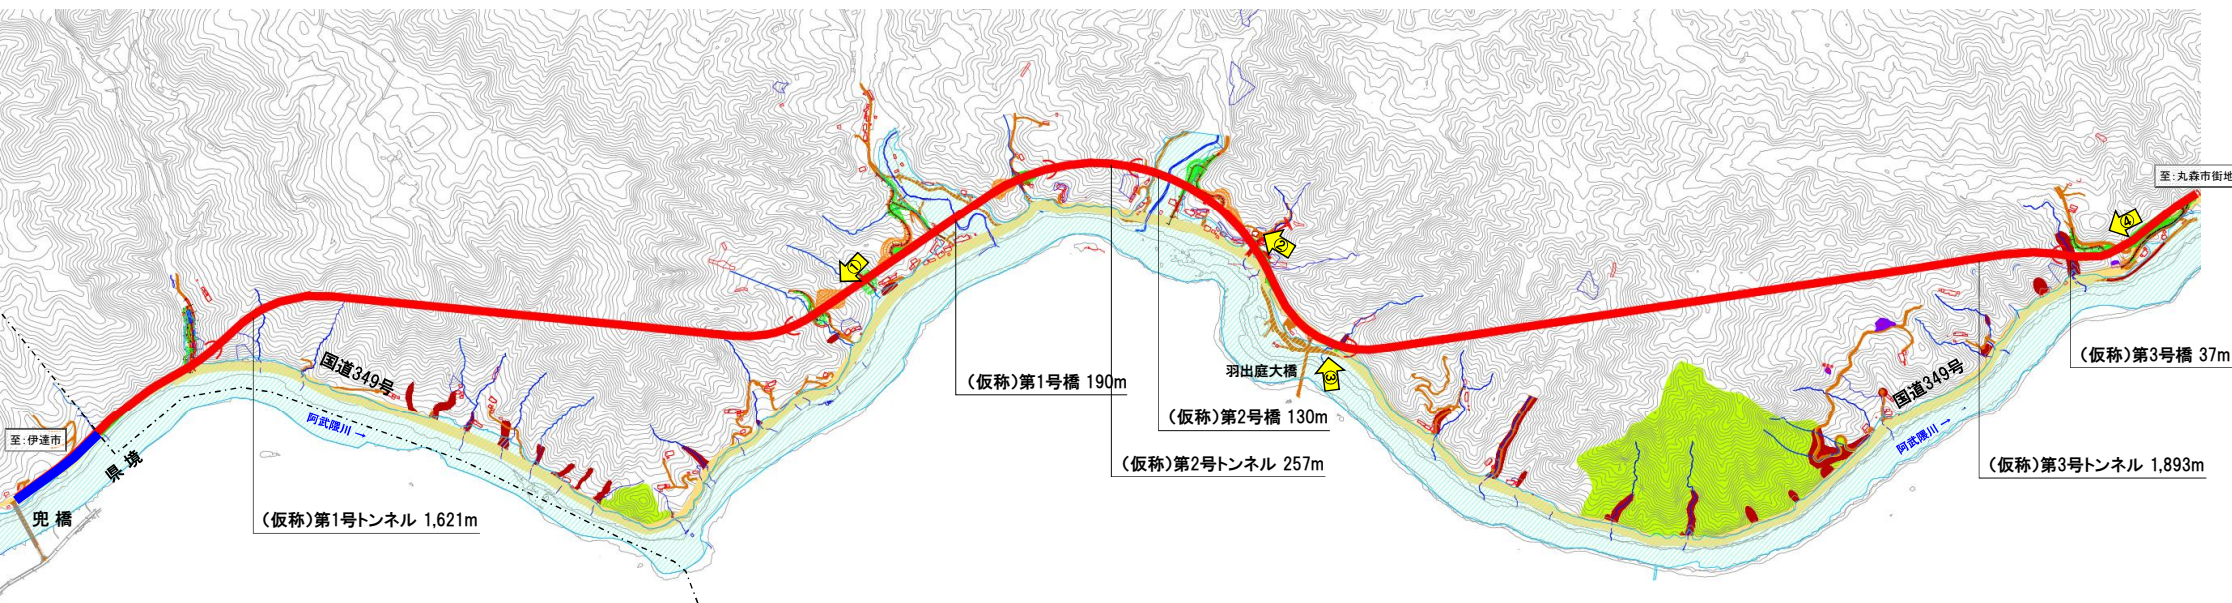 至：丸森市街地
④
②
①
国道349号
（仮称）第3号橋 37m
羽出庭大橋
③
（仮称）第1号橋 190m
国道349号
（仮称）第2号橋 130m
阿武隈川 →
阿武隈川 →
至：伊達市
県境
（仮称）第2号トンネル 257m
（仮称）第3号トンネル 1,893m
兜橋
（仮称）第1号トンネル 1,621m